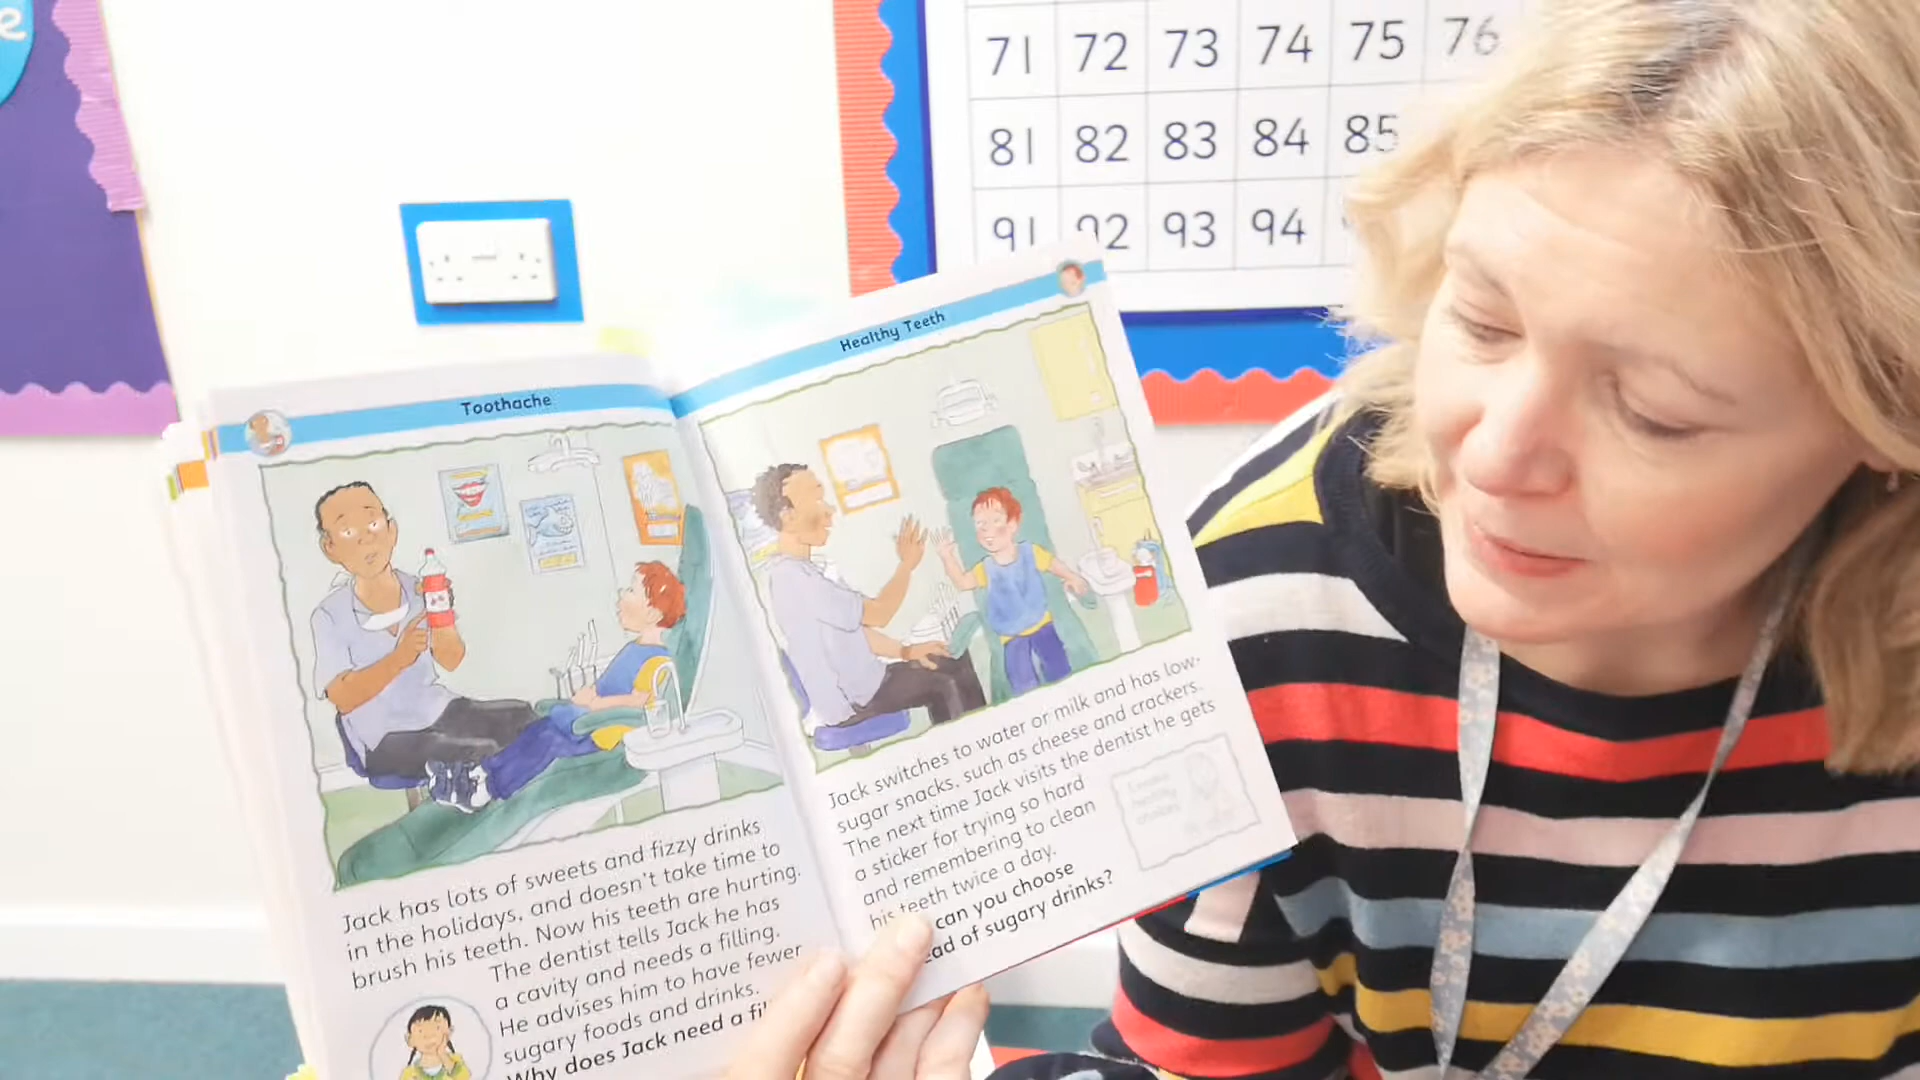 e
71 72 73 74 75 76
81 82 83 84 85
91 92 93 94
Toothache
Jack has lots of sweets and fizzy drinks
in the holidays, and doesn't take time to
brush his teeth. Now his teeth are hurting.
The dentist tells Jack he has
a cavity and needs a filling.
He advises him to have fewer
sugary foods and drinks.
Why does Jack need a
Healthy Teeth
Jack switches to water or milk and has low-
sugar snacks, such as cheese and crackers.
The next time Jack visits the dentist he gets
a sticker for trying so hard
and remembering to clean
his teeth twice a day.
can you choose
of sugary drinks?